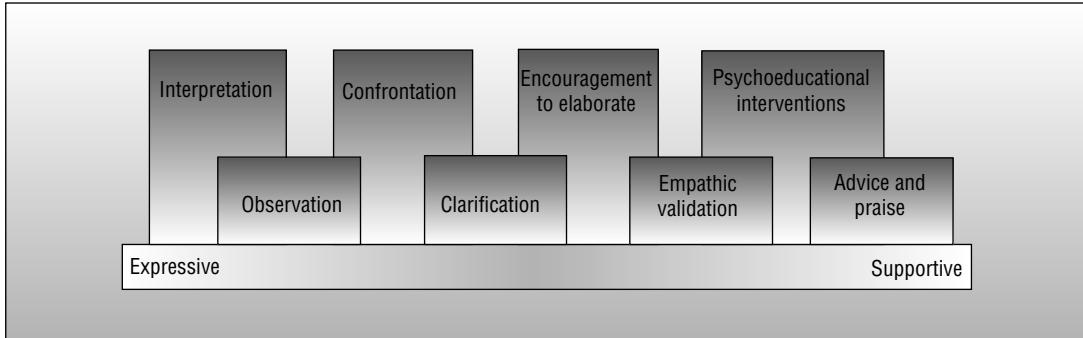 Interpretation
Confrontation
Encouragement
to elaborate
Psychoeducational
interventions
Observation
Clarification
Empathic
validation
Advice and
praise
Expressive
Supportive